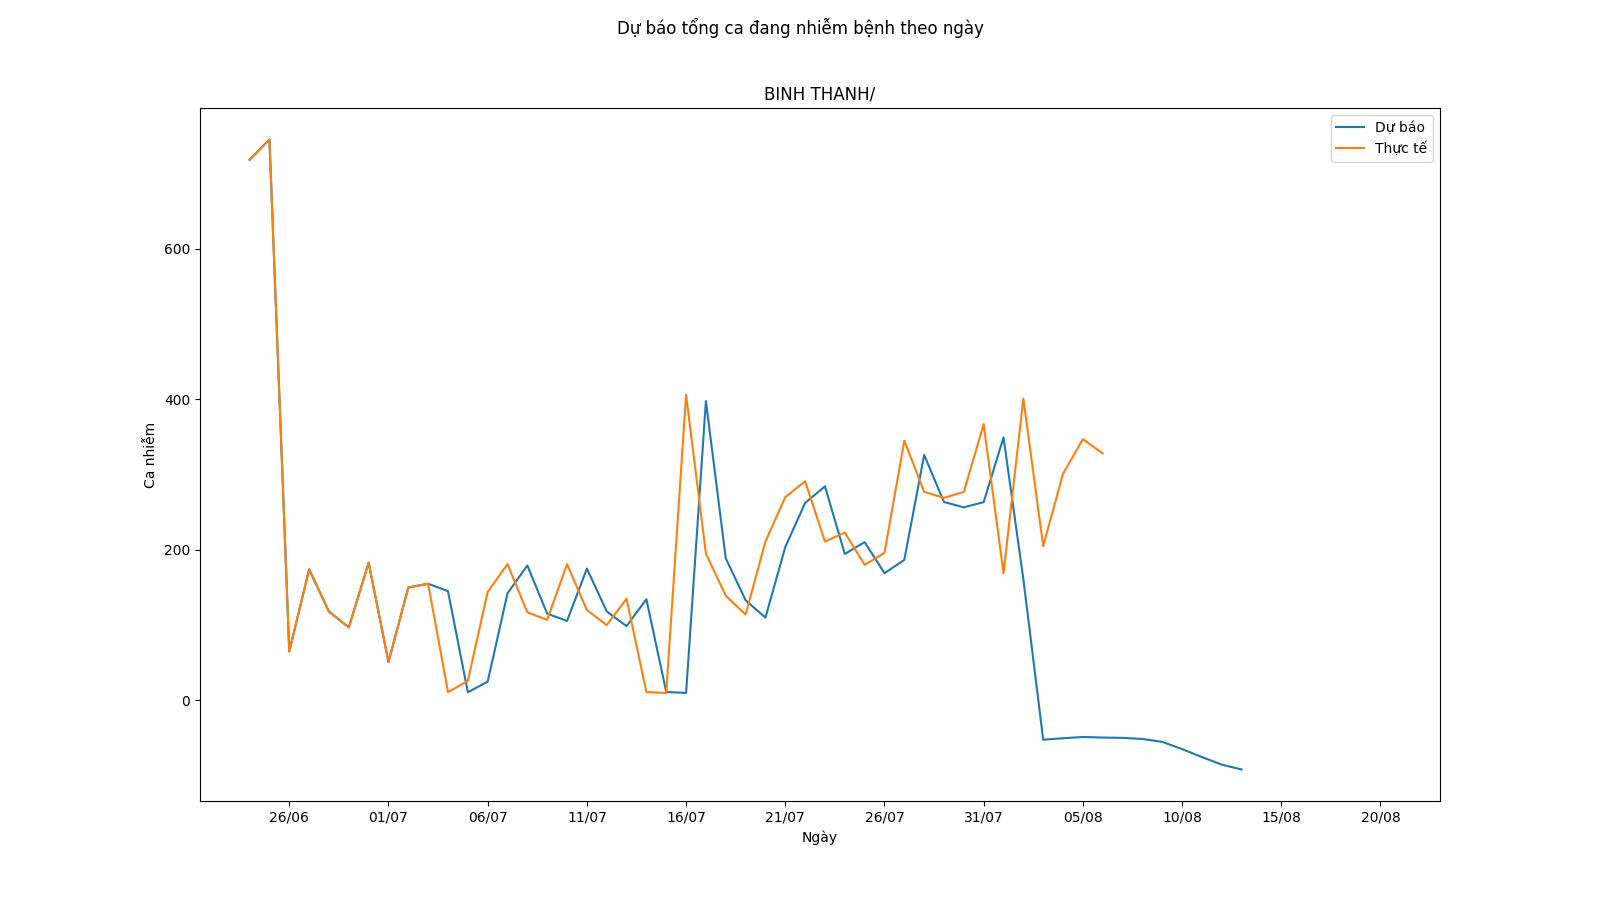 Dự báo tổng ca đang nhiễm bệnh theo ngày
BINH THANH/
Dự báo
Thực tế
600
400
200
0
Ca nhiễm
26/06 01/07 06/07 11/07 16/07 21/07 26/07 31/07 05/08 10/08 15/08 20/08
Ngày